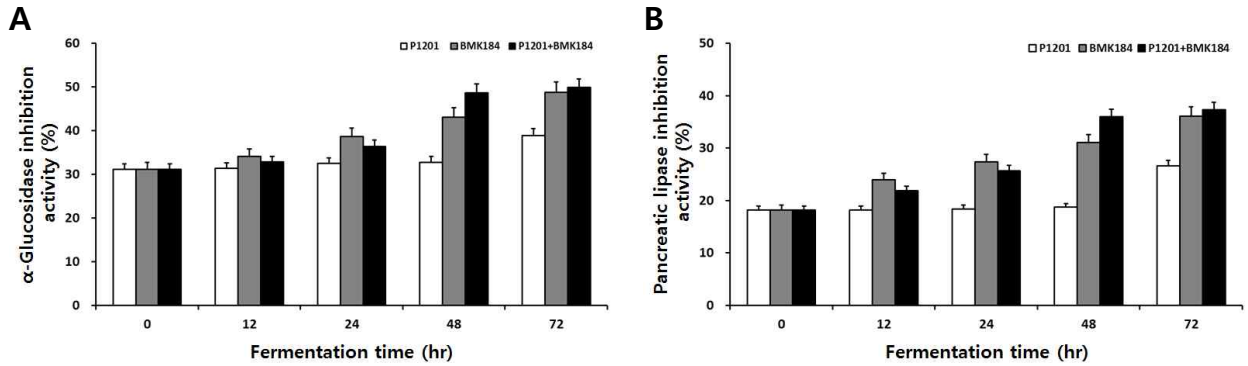 A
α-Glucosidase inhibition
activity (%)
60
50
40
30
20
10
0
P1201 BMK184 P1201+BMK184
0 12 24 48 72
Fermentation time (hr)
B
Pancreatic lipase inhibition
activity (%)
50
40
30
20
10
0
P1201 BMK184 P1201+BMK184
0 12 24 48 72
Fermentation time (hr)